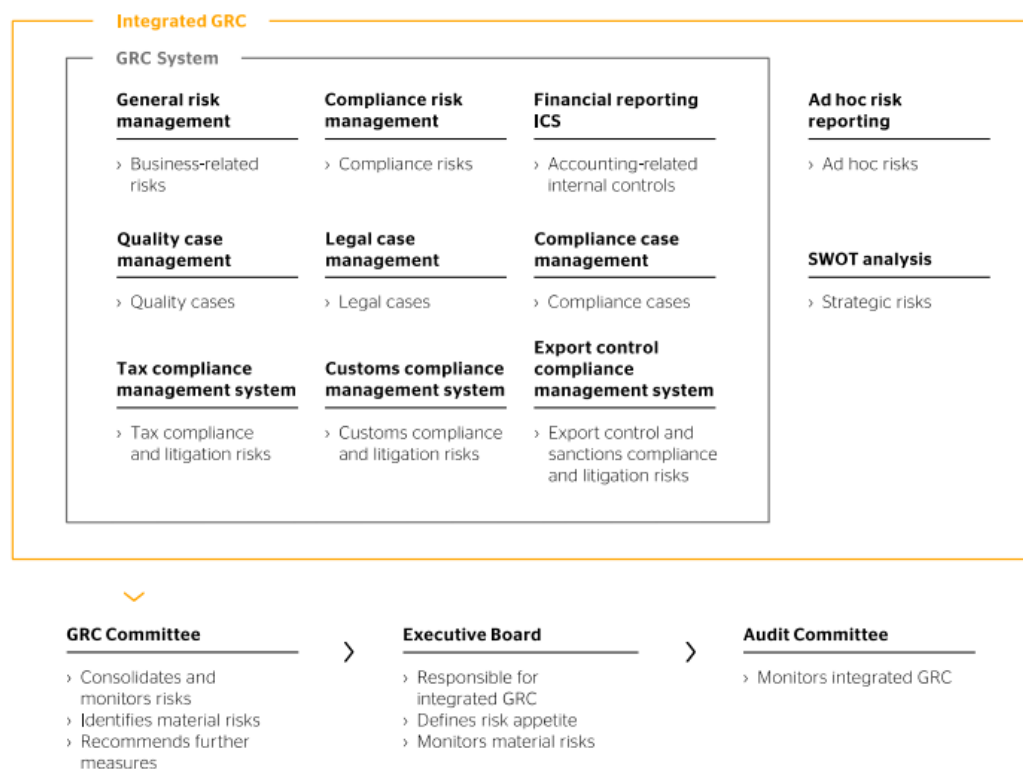 Integrated GRC
GRC System
General risk
management
› Business-related
risks
Compliance risk
management
› Compliance risks
Financial reporting
ICS
› Accounting-related
internal controls
Ad hoc risk
reporting
› Ad hoc risks
Quality case
management
› Quality cases
Legal case
management
› Legal cases
Compliance case
management
› Compliance cases
SWOT analysis
› Strategic risks
Tax compliance
management system
› Tax compliance
and litigation risks
Customs compliance
management system
› Customs compliance
and litigation risks
Export control
compliance
management system
› Export control and
sanctions compliance
and litigation risks
GRC Committee
› Consolidates and
monitors risks
› Identifies material risks
› Recommends further
measures
Executive Board
› Responsible for
integrated GRC
› Defines risk appetite
› Monitors material risks
Audit Committee
› Monitors integrated GRC